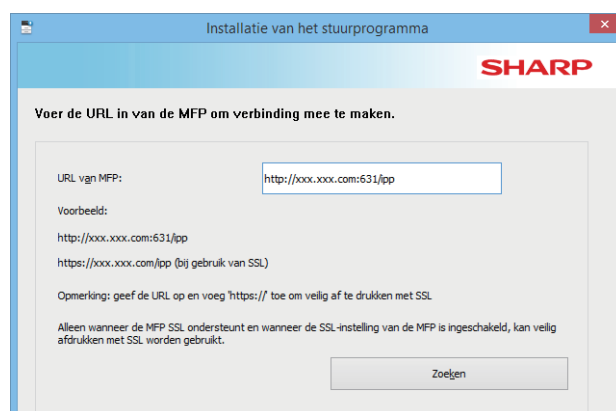 Installatie van het stuurprogramma
SHARP
Voer de URL in van de MFP om verbinding mee te maken.
URL van MFP:
http://xxx.xxx.com:631/ipp
Voorbeeld:
http://xxx.xxx.com:631/ipp
https://xxx.xxx.com/ipp (bij gebruik van SSL)
Opmerking: geef de URL op en voeg 'https://' toe om veilig af te drukken met SSL
Alleen wanneer de MFP SSL ondersteunt en wanneer de SSL-instelling van de MFP is ingeschakeld, kan veilig
afdrukken met SSL worden gebruikt.
Zoeken